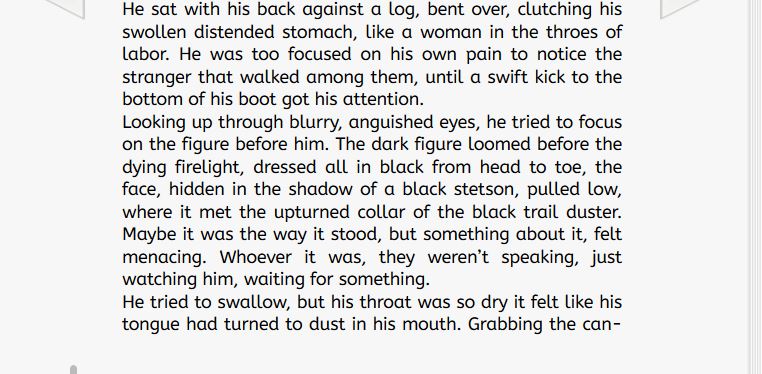 He sat with his back against a log, bent over, clutching his
swollen distended stomach, like a woman in the throes of
labor. He was too focused on his own pain to notice the
stranger that walked among them, until a swift kick to the
bottom of his boot got his attention.
Looking up through blurry, anguished eyes, he tried to focus
on the figure before him. The dark figure loomed before the
dying firelight, dressed all in black from head to toe, the
face, hidden in the shadow of a black stetson, pulled low,
where it met the upturned collar of the black trail duster.
Maybe it was the way it stood, but something about it, felt
menacing. Whoever it was, they weren’t speaking, just
watching him, waiting for something.
He tried to swallow, but his throat was so dry it felt like his
tongue had turned to dust in his mouth. Grabbing the can-